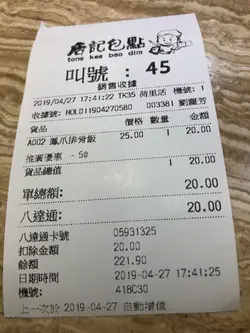 唐記包點
tong kee bao dim
叫號 : 45
銷售收據
2019/04/27 17:41:22 TK35 荷里活 機號: 1
收據號: HOL011904270580 003381 劉麗芳
貨品 價格 數量 金額
A002 鳳爪排骨飯 25.00 1 20.00
推廣優惠 -5@
貨品總值 1 20.00
單總額: 20.00
八達通: 20.00
八達通卡號 05931325
扣除金額 20.00
餘額 221.90
日期時間 2019-04-27 17:41:25
機號: 418030
上一次於 2019-04-27 自動增值